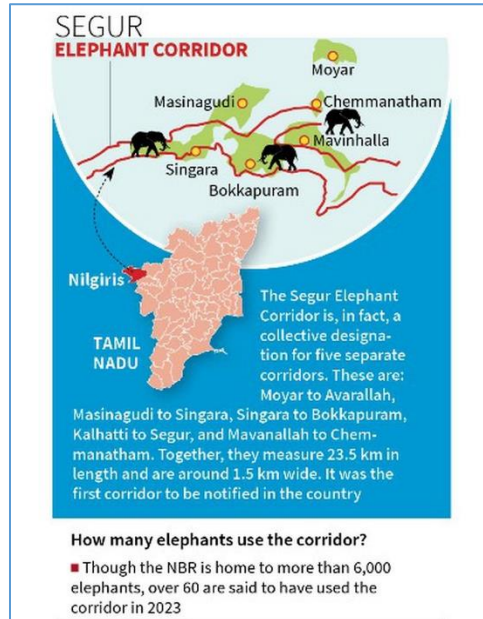 SEGUR
ELEPHANT CORRIDOR
Moyar
Masinagudi
Chemmanatham
Mavinhalla
Singara
Bokkapuram
Nilgiris
TAMIL
NADU
The Segur Elephant
Corridor is, in fact, a
collective designa-
tion for five separate
corridors. These are:
Moyar to Avarallah,
Masinagudi to Singara, Singara to Bokkapuram,
Kalhatti to Segur, and Mavanallah to Chem-
manatham. Together, they measure 23.5 km in
length and are around 1.5 km wide. It was the
first corridor to be notified in the country
How many elephants use the corridor?
■ Though the NBR is home to more than 6,000
elephants, over 60 are said to have used the
corridor in 2023